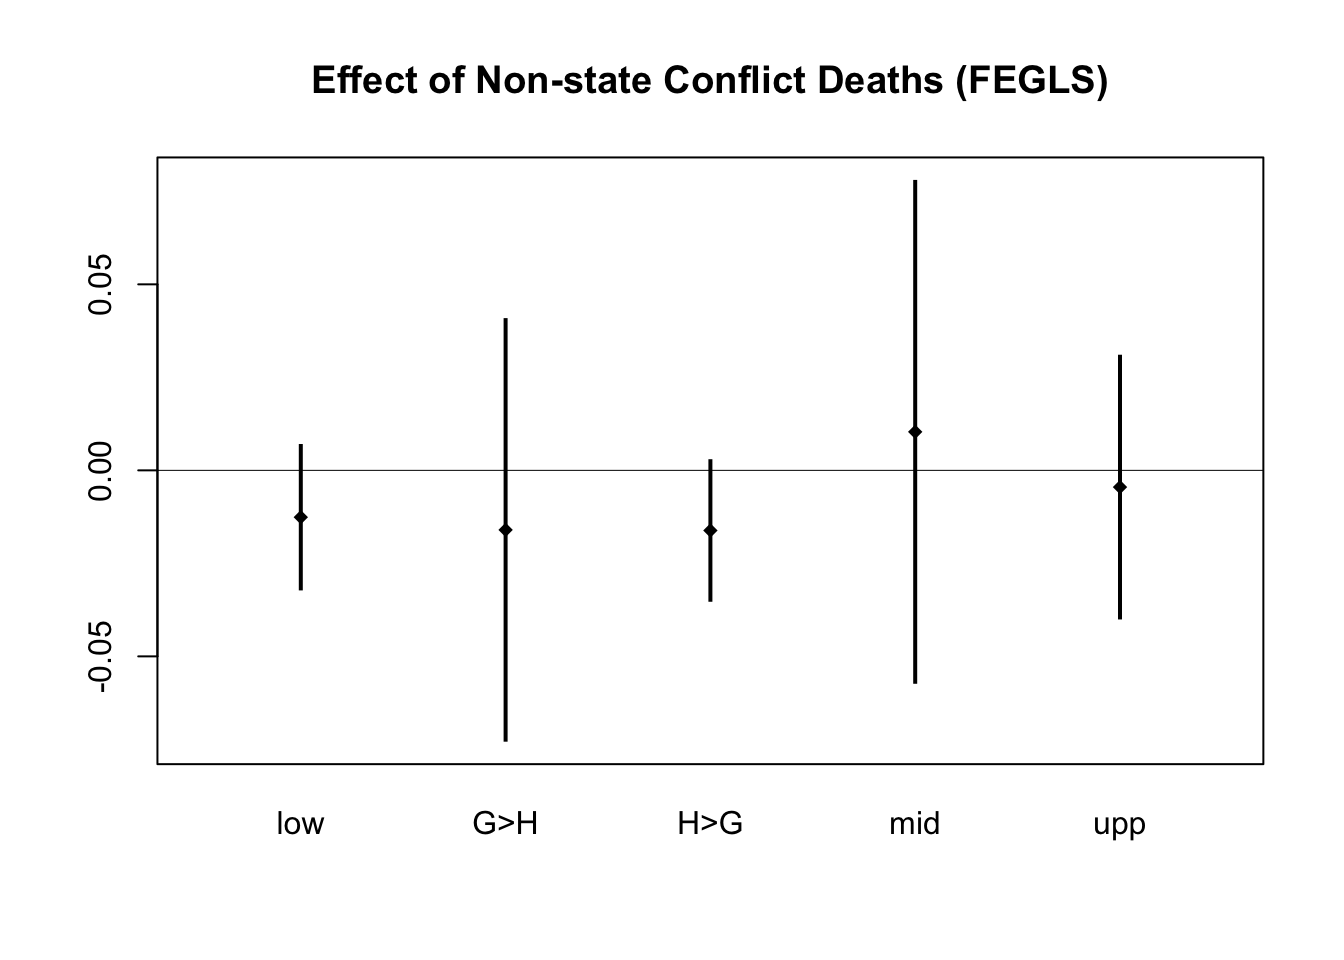 Effect of Non-state Conflict Deaths (FEGLS)
0.05
0.00
-0.05
low G>H H>G mid upp